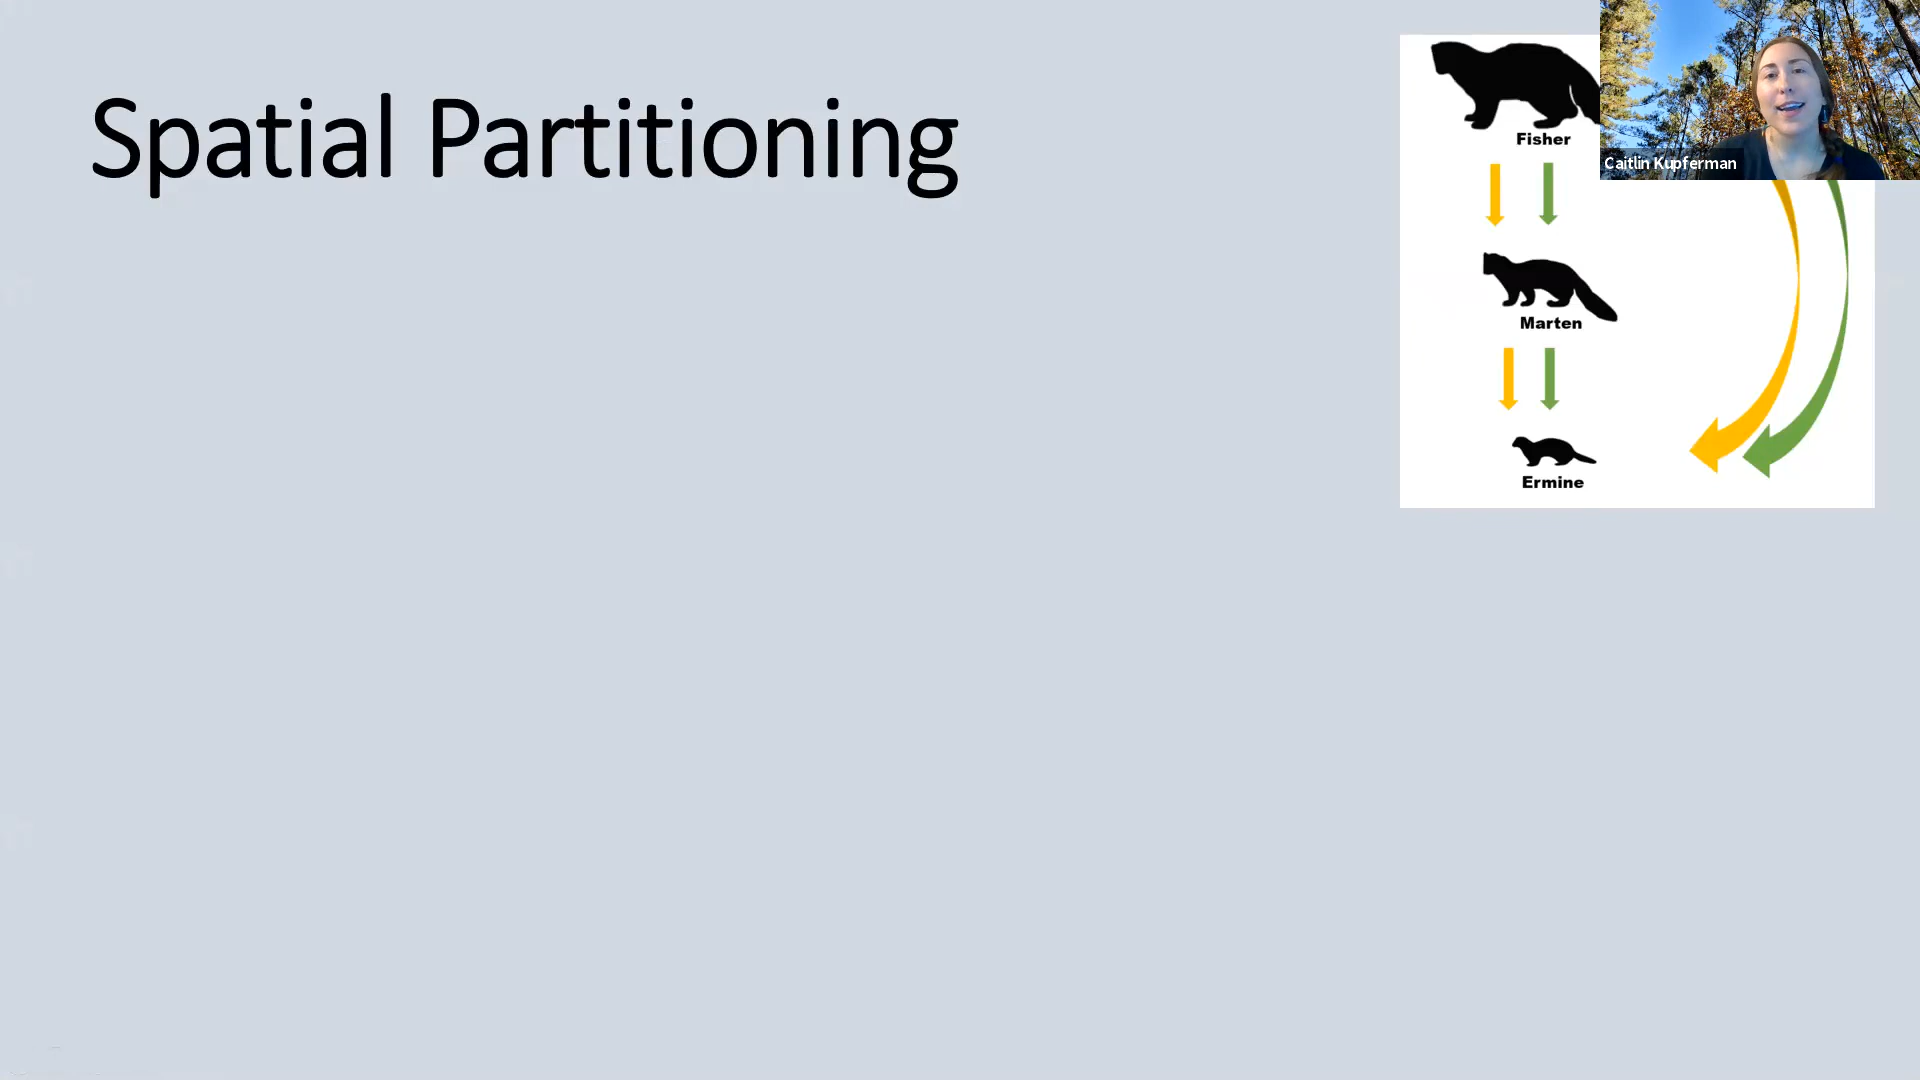 Spatial Partitioning
Fisher
Caitlin Kupferman
Marten
Ermine